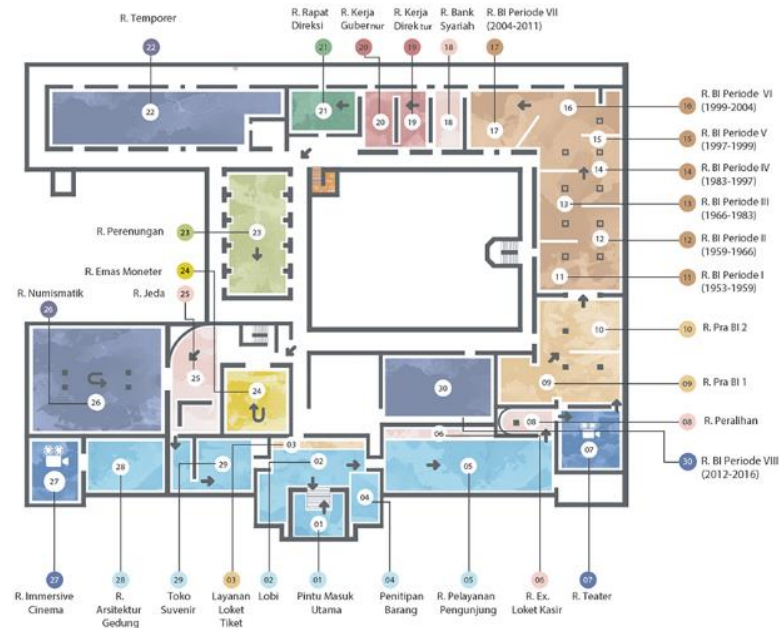 R. Temporer
22
R. Rapat
Direksi
21
R. Kerja
Gubernur
20
R. Kerja
Direktur
19
R. Bank
Syariah
18
R. BI Periode VII
(2004-2011)
17
22
21
20
19
18
17
16
15
14
13
12
11
10
09
08
07
23
24
25
26
27
28
29
30
03
02
01
04
05
06
16
R. BI Periode VI
(1999-2004)
15
R. BI Periode V
(1997-1999)
14
R. BI Periode IV
(1983-1997)
13
R. BI Periode III
(1966-1983)
12
R. BI Periode II
(1959-1966)
11
R. BI Periode I
(1953-1959)
10
R. Pra BI 2
09
R. Pra BI 1
08
R. Peralihan
30
R. BI Periode VIII
(2012-2016)
R. Perenungan
23
R. Emas Moneter
24
R. Numismatik
26
R. Jeda
25
27
R. Immersive
Cinema
28
R.
Arsitektur
Gedung
29
Toko
Suvenir
03
Layanan
Loket
Tiket
02
Lobi
01
Pintu Masuk
Utama
04
Penitipan
Barang
05
R. Pelayanan
Pengunjung
06
R. Ex.
Loket Kasir
07
R. Teater